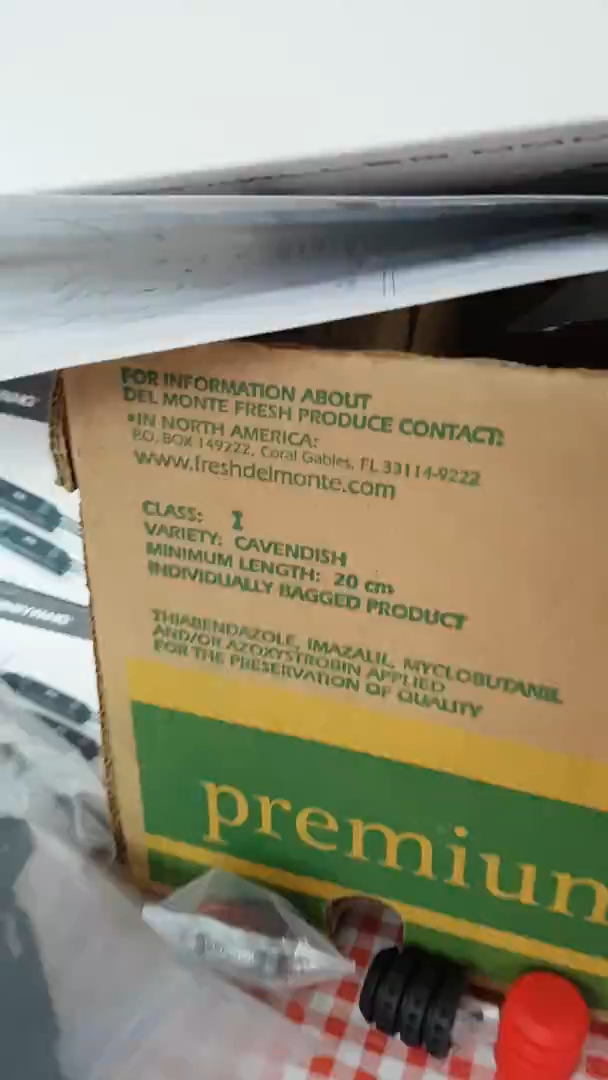 FOR INFORMATION ABOUT
DEL MONTE FRESH PRODUCE CONTACT:
•IN NORTH AMERICA:
P.O. BOX 149222, Coral Gables, FL 33114-9222
www.freshdelmonte.com
CLASS: I
VARIETY: CAVENDISH
MINIMUM LENGTH: 20 cm
INDIVIDUALLY BAGGED PRODUCT
THIABENDAZOLE, IMAZALIL, MYCLOBUTANIL
AND/OR AZOXYSTROBIN APPLIED
FOR THE PRESERVATION OF QUALITY
premium